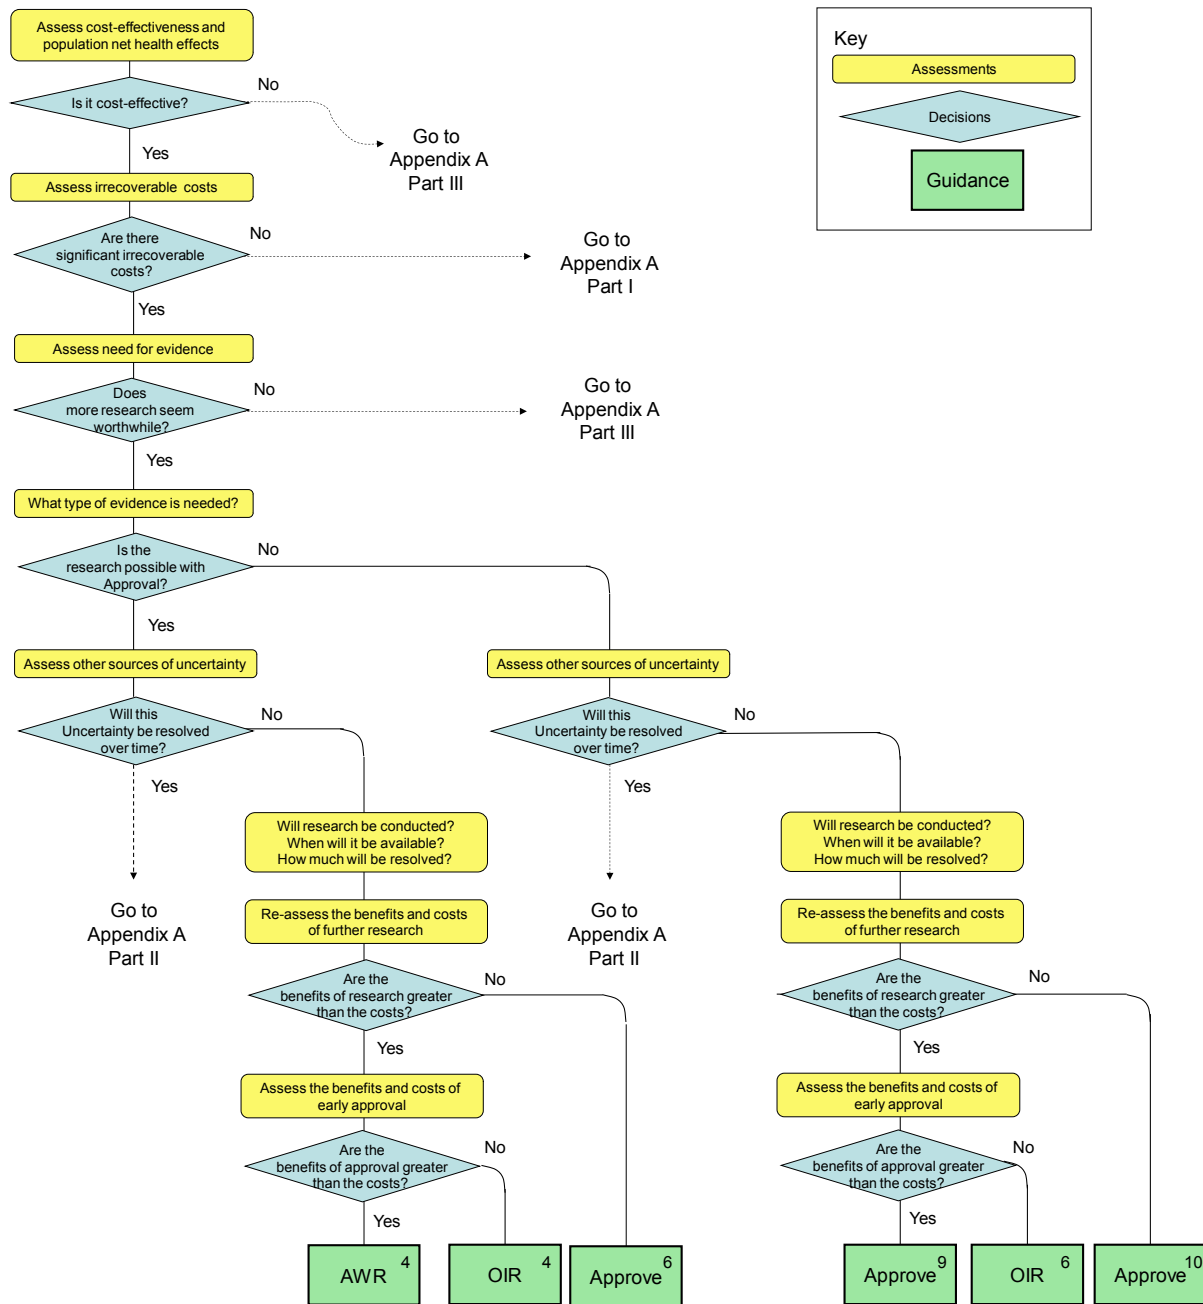 Assess cost-effectiveness and
population net health effects
No
Is it cost-effective?
Yes
Go to
Appendix A
Part III
Key
Assessments
Decisions
Guidance
Assess irrecoverable costs
No
Are there
significant irrecoverable
costs?
Yes
Go to
Appendix A
Part I
Assess need for evidence
No
Does
more research seem
worthwhile?
Yes
Go to
Appendix A
Part III
What type of evidence is needed?
No
Is the
research possible with
Approval?
Yes
Assess other sources of uncertainty
No
Will this
Uncertainty be resolved
over time?
Yes
Go to
Appendix A
Part II
Will research be conducted?
When will it be available?
How much will be resolved?
Re-assess the benefits and costs
of further research
No
Are the
benefits of research greater
than the costs?
Yes
Assess the benefits and costs of
early approval
No
Are the
benefits of approval greater
than the costs?
Yes
AWR 4
OIR 4
Approve 6
Assess other sources of uncertainty
No
Will this
Uncertainty be resolved
over time?
Yes
Go to
Appendix A
Part II
Will research be conducted?
When will it be available?
How much will be resolved?
Re-assess the benefits and costs
of further research
No
Are the
benefits of research greater
than the costs?
Yes
Assess the benefits and costs of
early approval
No
Are the
benefits of approval greater
than the costs?
Yes
Approve 9
OIR 6
Approve 10